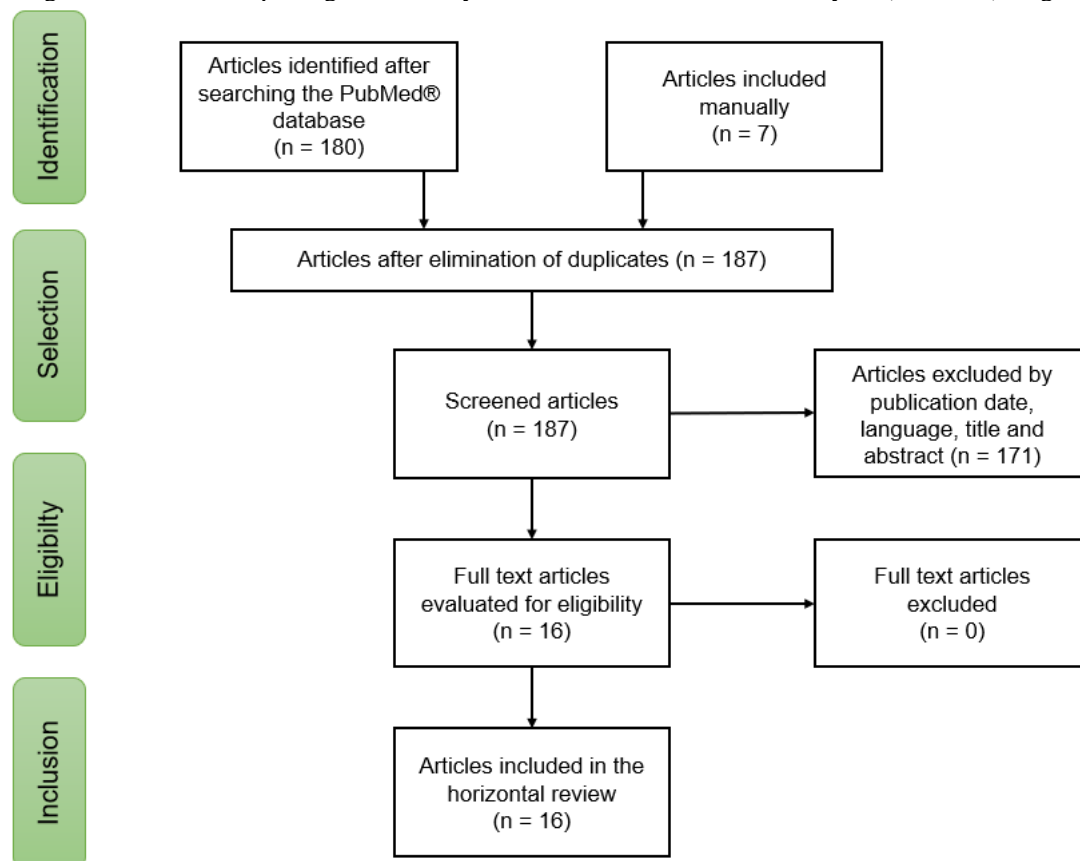 Identification
Articles identified after
searching the PubMed®
database
(n = 180)
Articles included
manually
(n = 7)
Selection
Articles after elimination of duplicates (n = 187)
Screened articles
(n = 187)
Articles excluded by
publication date,
language, title and
abstract (n = 171)
Eligibilty
Full text articles
evaluated for eligibility
(n = 16)
Full text articles
excluded
(n = 0)
Inclusion
Articles included in the
horizontal review
(n = 16)